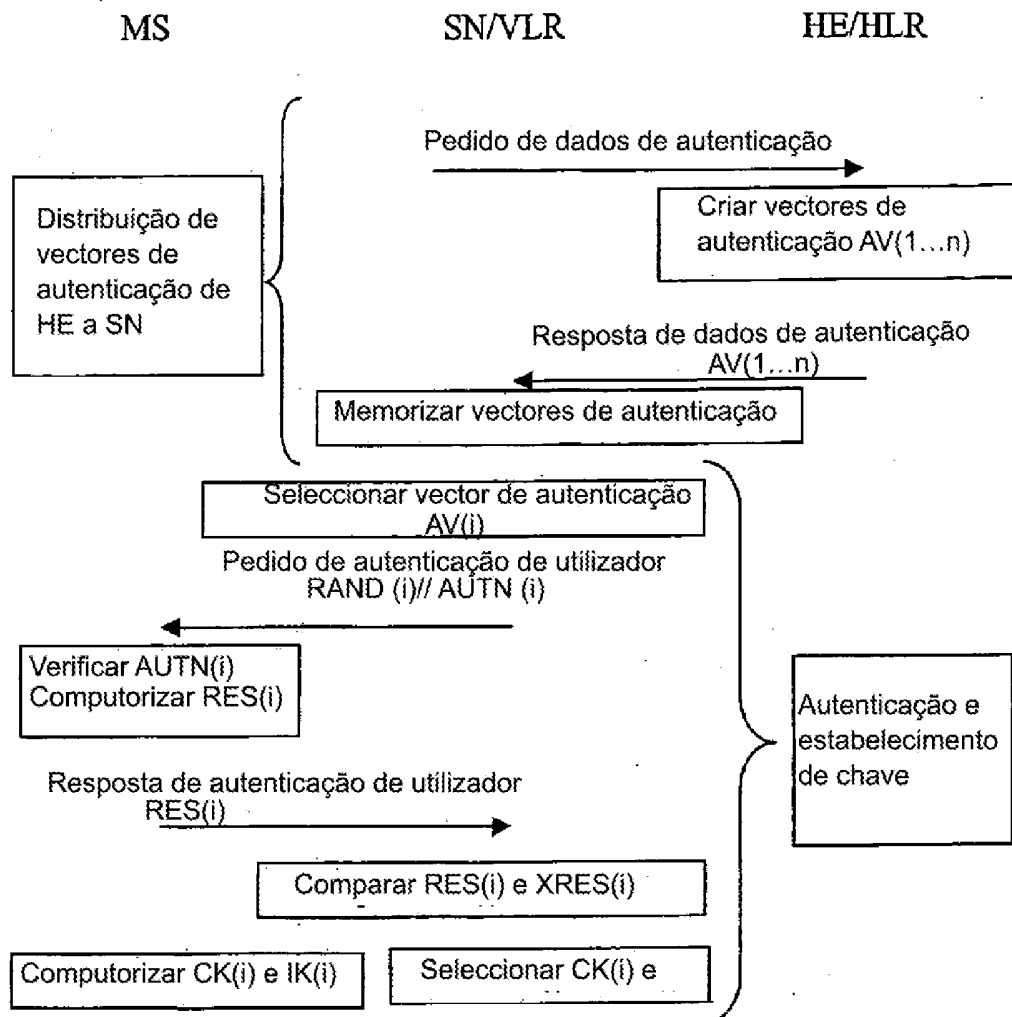 MS SN/VLR HE/HLR
Pedido de dados de autenticação
Distribuição de
vectores de
autenticação de
HE a SN
Criar vectores de
autenticação AV(1...n)
Resposta de dados de autenticação
AV(1...n)
Memorizar vectores de autenticação
Seleccionar vector de autenticação
AV(i)
Pedido de autenticação de utilizador
RAND (i)// AUTN (i)
Verificar AUTN(i)
Computorizar RES(i)
Autenticação e
estabelecimento
de chave
Resposta de autenticação de utilizador
RES(i)
Comparar RES(i) e XRES(i)
Computorizar CK(i) e IK(i)
Seleccionar CK(i) e